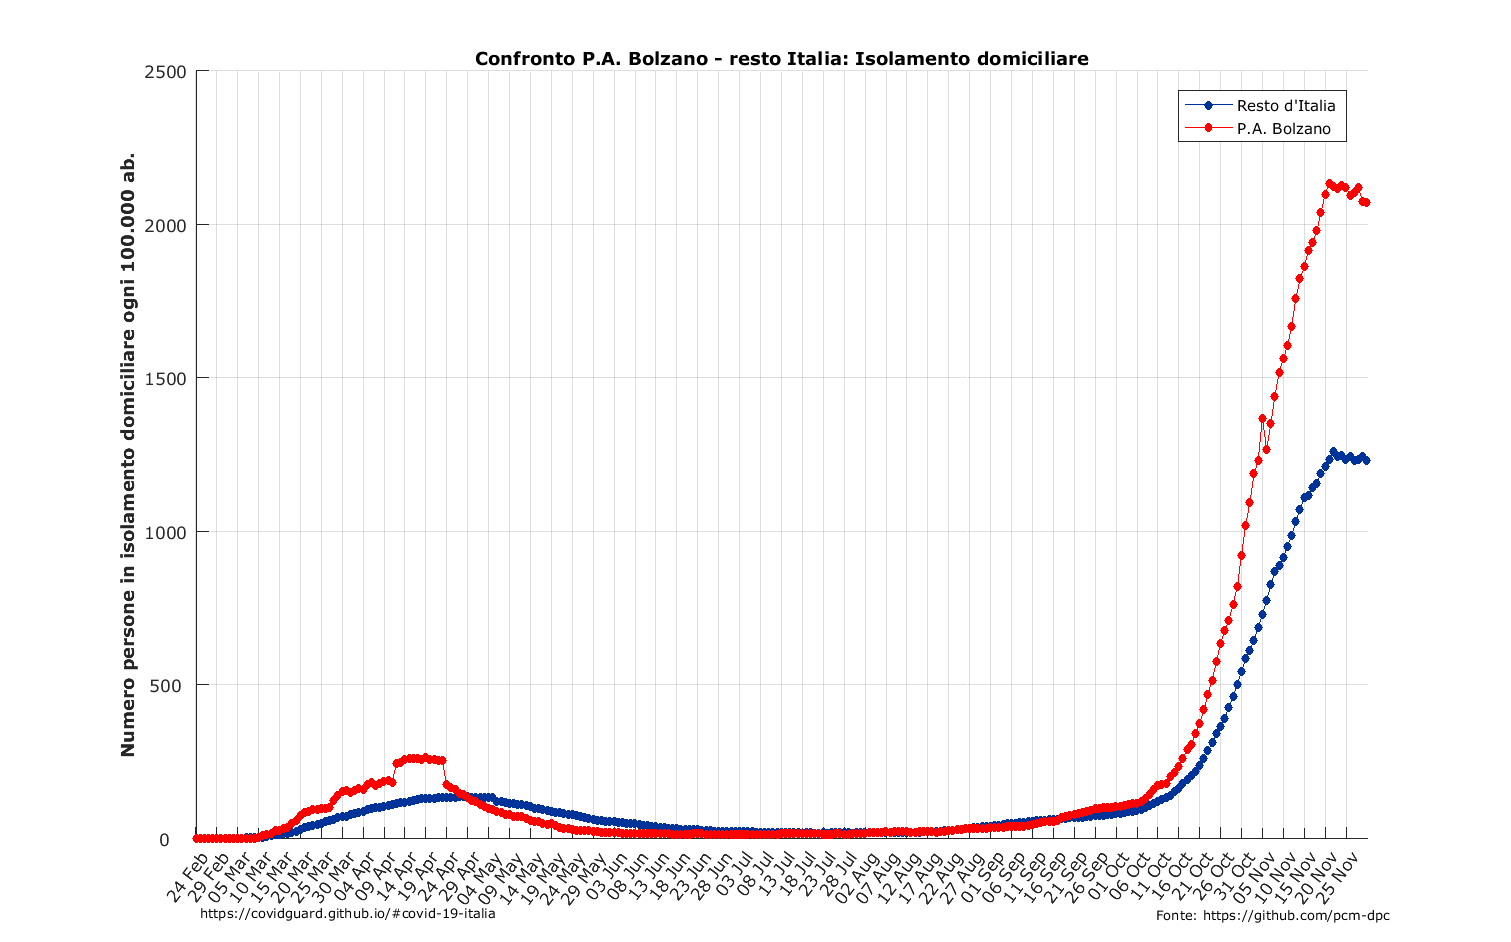 Confronto P.A. Bolzano - resto Italia: Isolamento domiciliare
Resto d'Italia
P.A. Bolzano
Numero persone in isolamento domiciliare ogni 100.000 ab.
2500
2000
1500
1000
500
0
24 Feb
29 Feb
05 Mar
10 Mar
15 Mar
20 Mar
25 Mar
30 Mar
04 Apr
09 Apr
14 Apr
19 Apr
24 Apr
29 Apr
04 May
09 May
14 May
19 May
24 May
29 May
03 Jun
08 Jun
13 Jun
18 Jun
23 Jun
28 Jun
03 Jul
08 Jul
13 Jul
18 Jul
23 Jul
28 Jul
02 Aug
07 Aug
12 Aug
17 Aug
22 Aug
27 Aug
01 Sep
06 Sep
11 Sep
16 Sep
21 Sep
26 Sep
01 Oct
06 Oct
11 Oct
16 Oct
21 Oct
26 Oct
31 Oct
05 Nov
10 Nov
15 Nov
20 Nov
25 Nov
https://covidguard.github.io/#covid-19-italia
Fonte: https://github.com/pcm-dpc